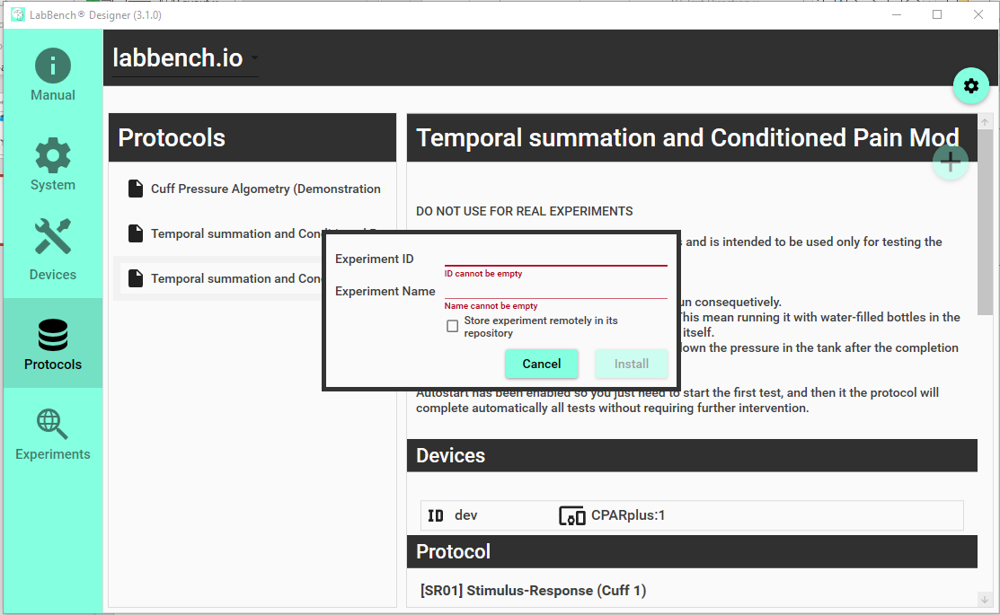 LabBench® Designer (3.1.0)
labbench.io
Manual
System
Devices
Protocols
Experiments
Protocols
Cuff Pressure Algometry (Demonstration
Temporal summation and
Temporal summation and
Temporal summation and Conditioned Pain Mod
DO NOT USE FOR REAL EXPERIMENTS
and is intended to be used only for testing the
consequetively.
This mean running it with water-filled bottles in the
itself.
down the pressure in the tank after the completion
Autostart has been enabled so you just need to start the first test, and then it the protocol will
complete automatically all tests without requiring further intervention.
Experiment ID
ID cannot be empty
Experiment Name
Name cannot be empty
Store experiment remotely in its
repository
Cancel
Install
Devices
ID dev
CPARplus:1
Protocol
[SR01] Stimulus-Response (Cuff 1)